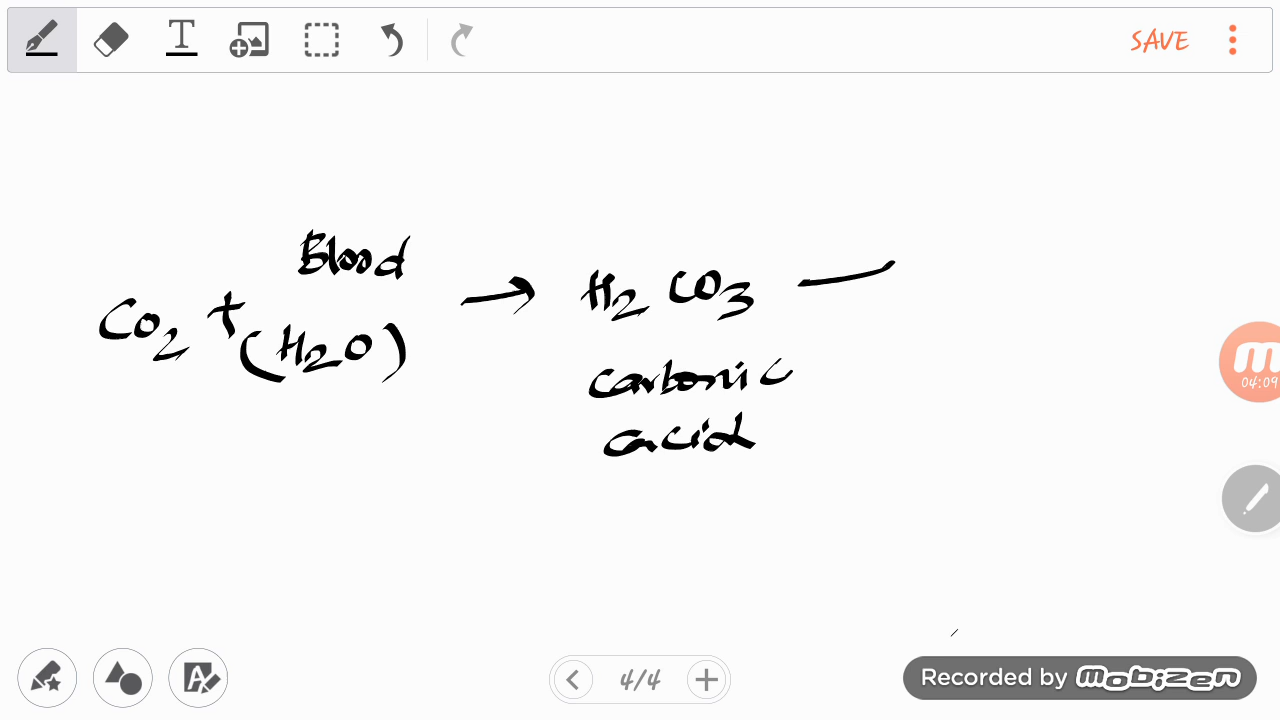 SAVE
Blood
Co2 + (H2O) → H2CO3
carbonic
acid
04:09
4/4
Recorded by MOBIZEN